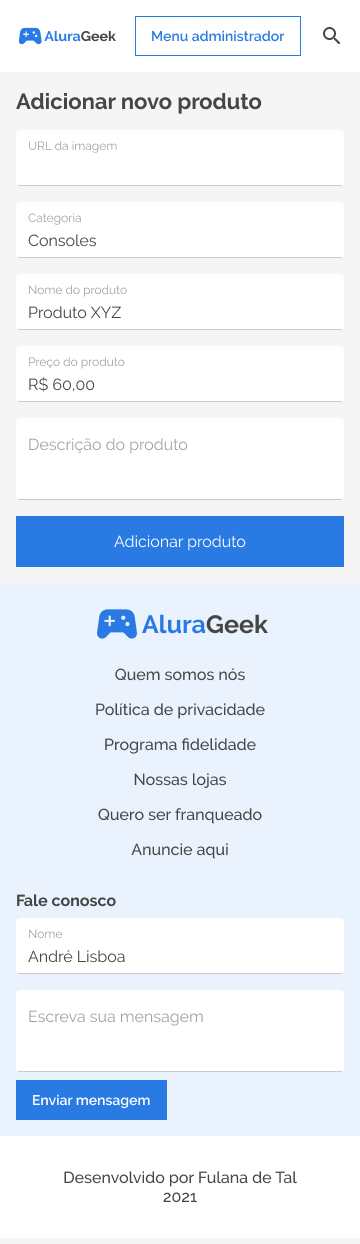 AluraGeek
Menu administrador
Adicionar novo produto
URL da imagem
Categoria
Consoles
Nome do produto
Produto XYZ
Preço do produto
R$ 60,00
Descrição do produto
Adicionar produto
AluraGeek
Quem somos nós
Política de privacidade
Programa fidelidade
Nossas lojas
Quero ser franqueado
Anuncie aqui
Fale conosco
Nome
André Lisboa
Escreva sua mensagem
Enviar mensagem
Desenvolvido por Fulana de Tal
2021